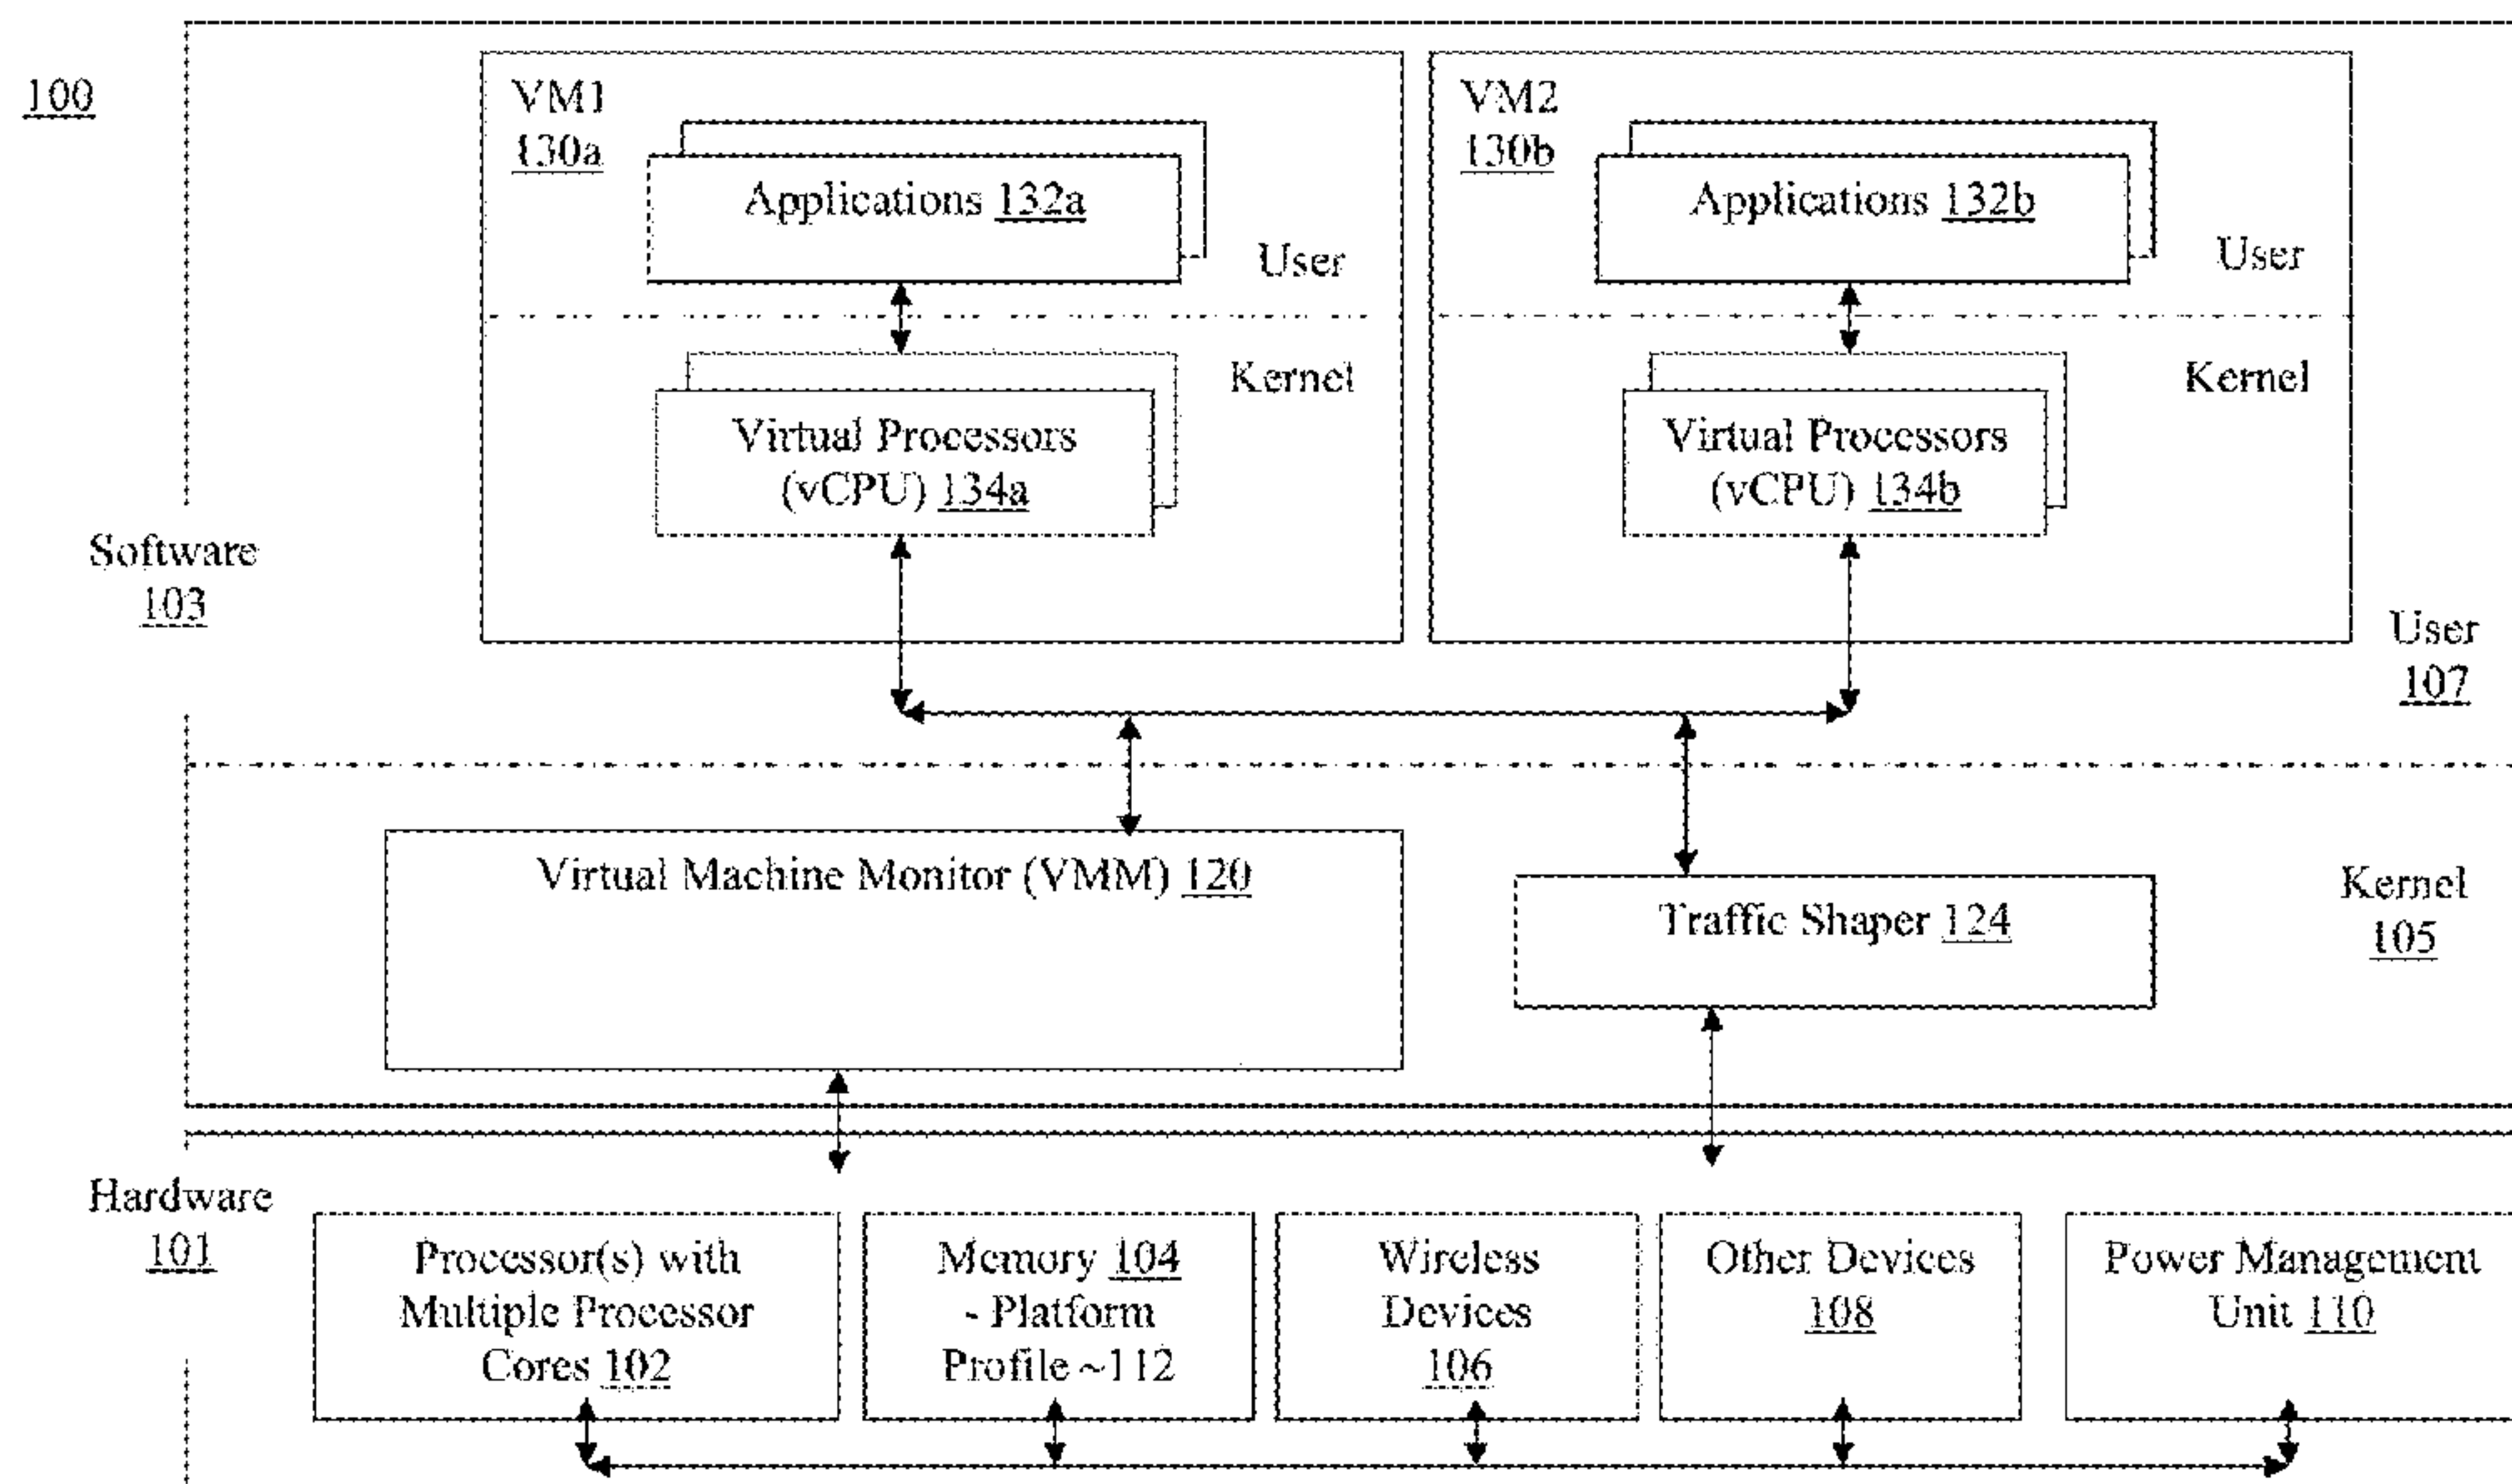 100
VM1
130a
Applications 132a
User
Kernel
Virtual Processors
(vCPU) 134a
VM2
130b
Applications 132b
User
Kernel
Virtual Processors
(vCPU) 134b
Software
103
User
107
Virtual Machine Monitor (VMM) 120
Traffic Shaper 124
Kernel
105
Hardware
101
Processor(s) with
Multiple Processor
Cores 102
Memory 104
- Platform
Profile ~112
Wireless
Devices
106
Other Devices
108
Power Management
Unit 110